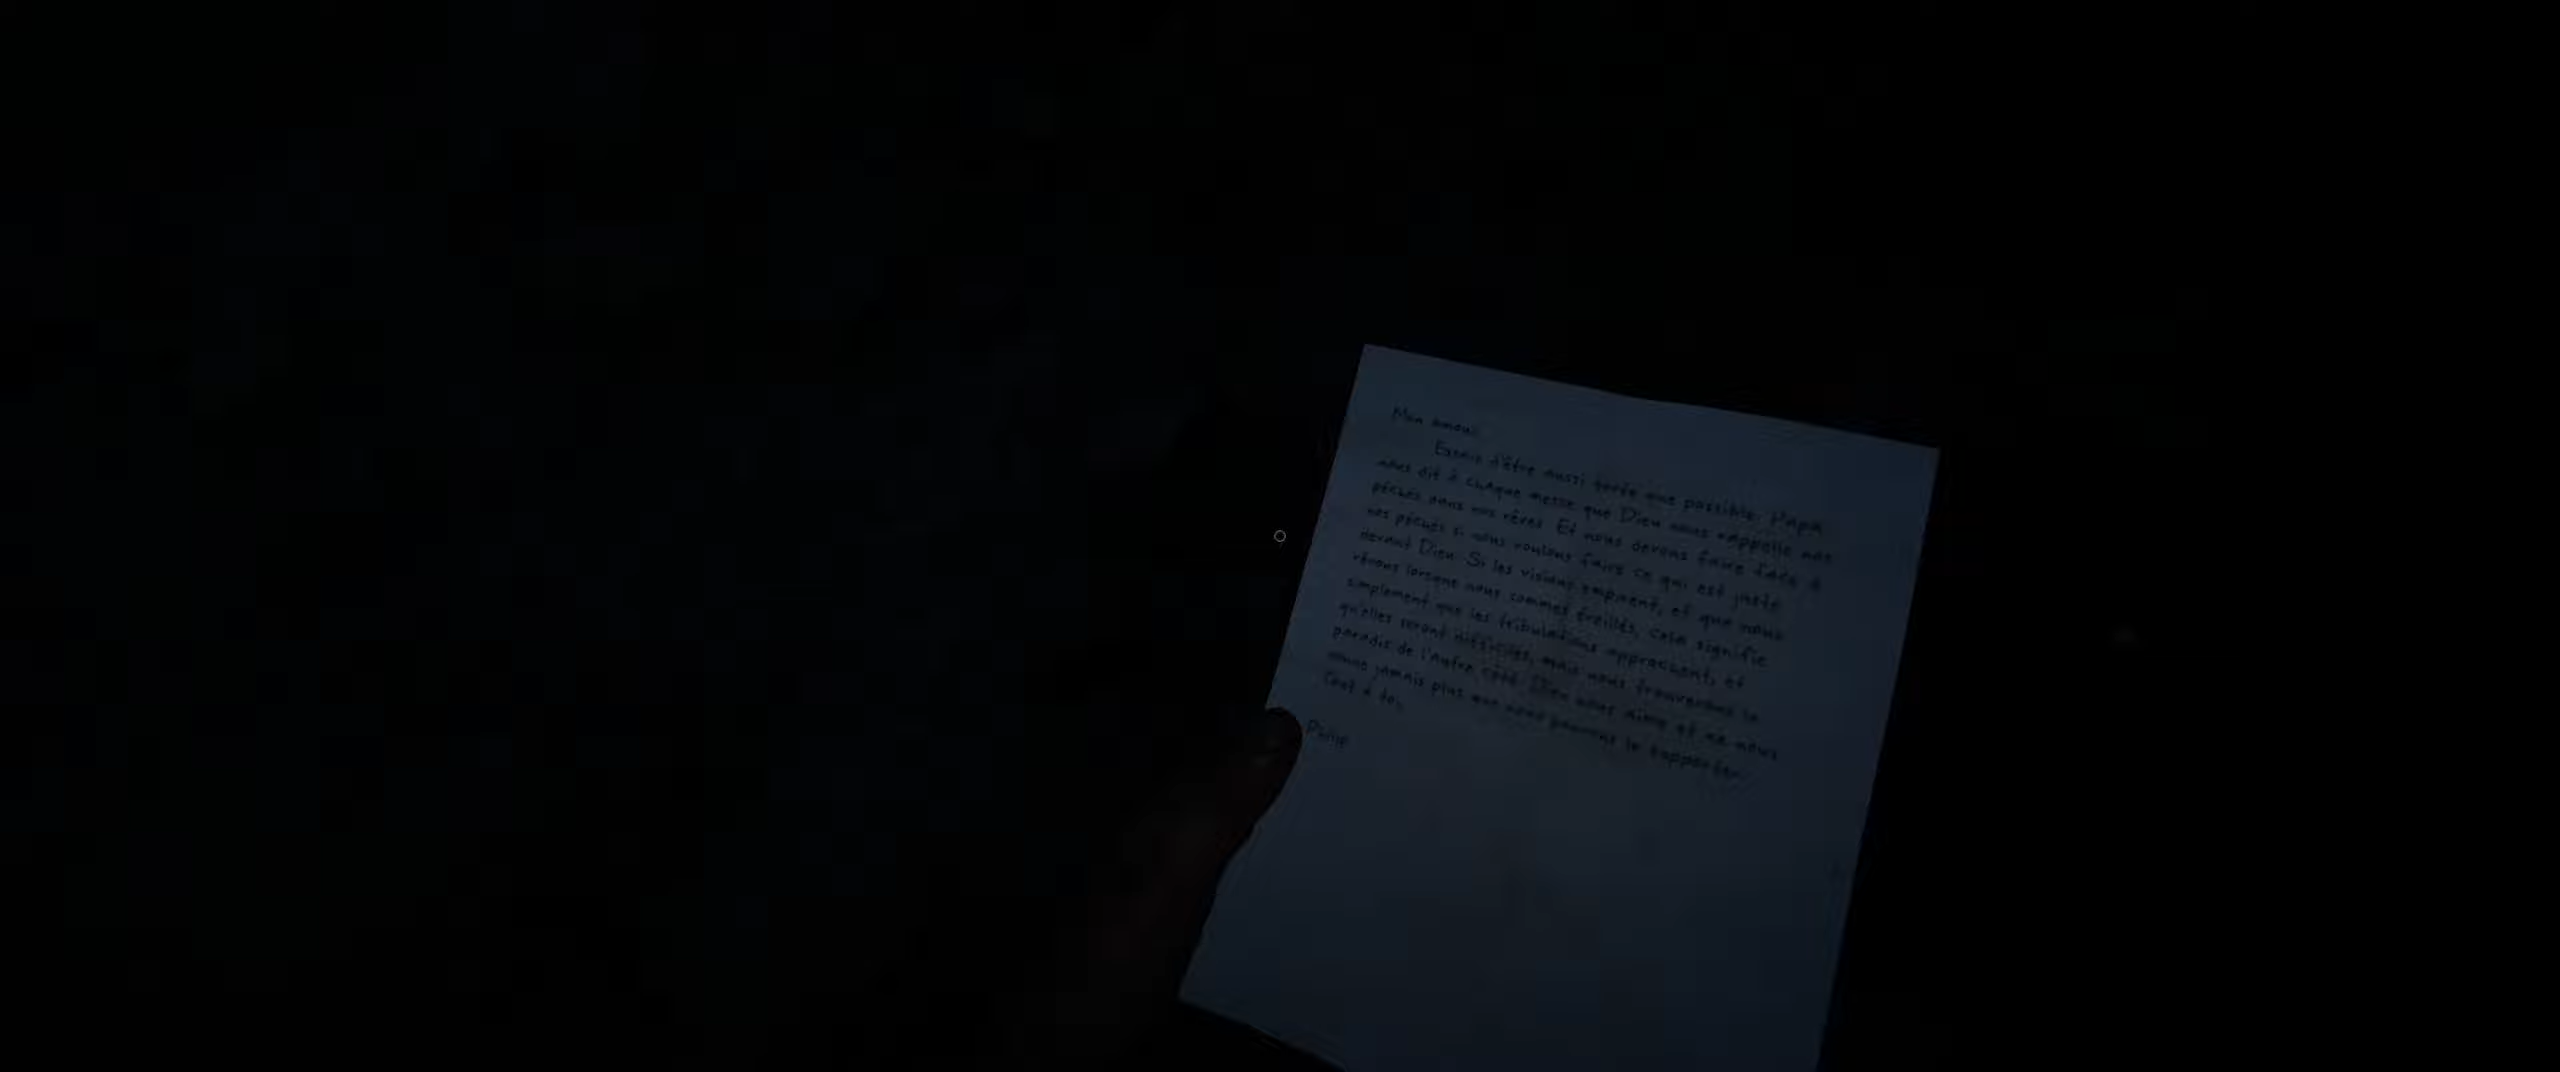 Mon amour,
Essaie d'être aussi forte que possible. Papa
nous dit à chaque messe que Dieu nous rappelle nos
péchés dans nos rêves. Et nous devons faire face à
nos péchés si nous voulons faire ce qui est juste
devant Dieu. Si les visions empirent, et que nous
rêvons lorsque nous sommes éveillés, cela signifie
simplement que les tribulations approchent, et
qu'elles seront difficiles, mais nous trouverons le
paradis de l'autre côté. Dieu nous aime et ne nous
donne jamais plus que nous pouvons le supporter.
Tout à toi,